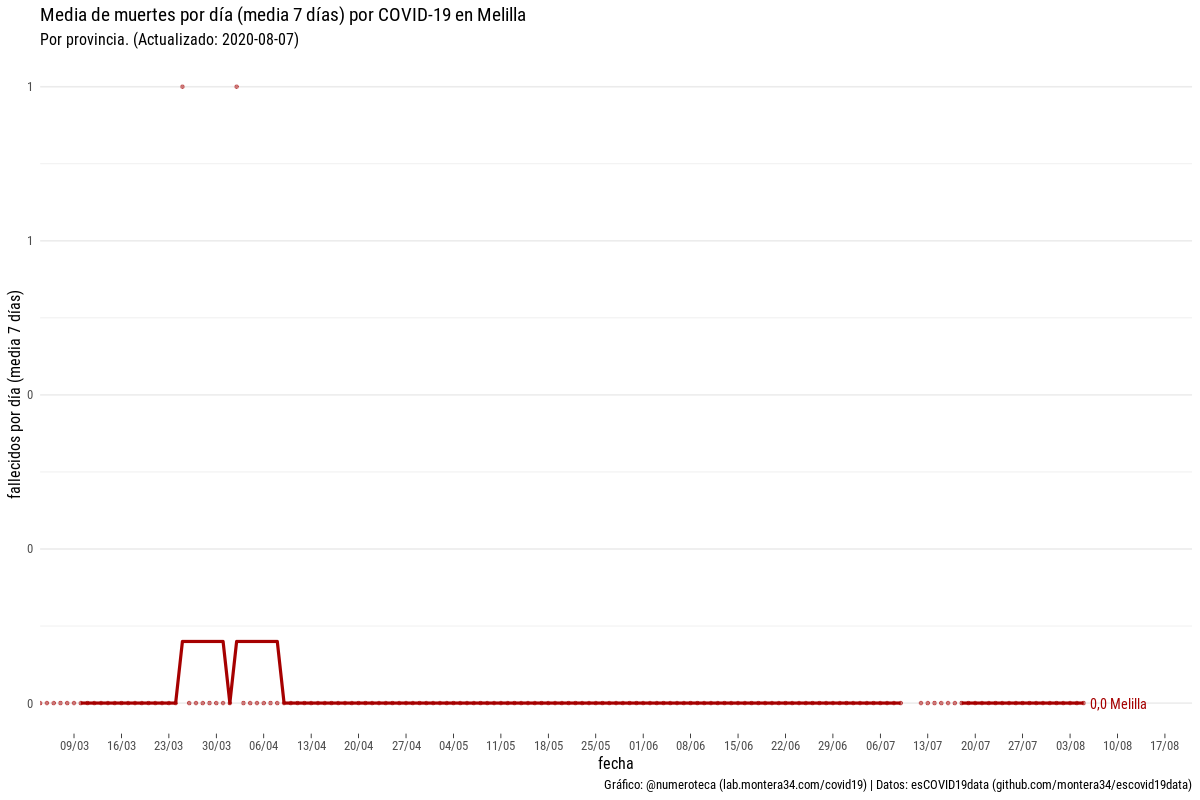 Media de muertes por día (media 7 días) por COVID-19 en Melilla
Por provincia. (Actualizado: 2020-08-07)
fallecidos por día (media 7 días)
1
1
0
0
0
0,0 Melilla
09/03 16/03 23/03 30/03 06/04 13/04 20/04 27/04 04/05 11/05 18/05 25/05 01/06 08/06 15/06 22/06 29/06 06/07 13/07 20/07 27/07 03/08 10/08 17/08
fecha
Gráfico: @numeroteca (lab.montera34.com/covid19) | Datos: esCOVID19data (github.com/montera34/escovid19data)